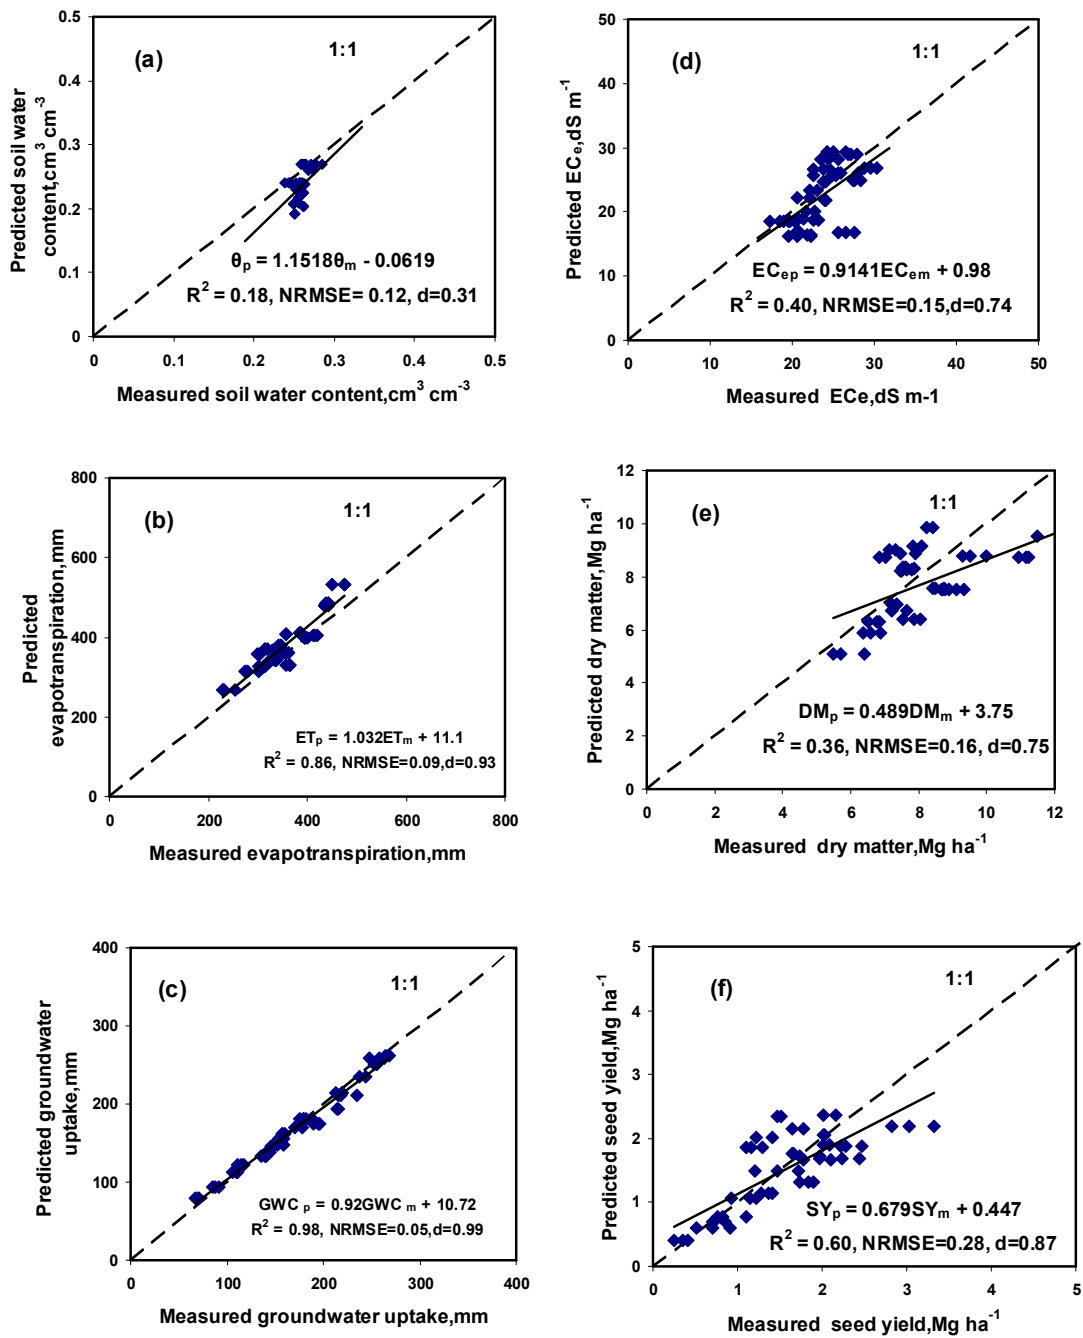 (a)
1:1
Predicted soil water
content,cm³ cm⁻³
0.5
0.4
0.3
0.2
0.1
0
θp = 1.1518θm - 0.0619
R² = 0.18, NRMSE= 0.12, d=0.31
0 0.1 0.2 0.3 0.4 0.5
Measured soil water content,cm³ cm⁻³
(d)
1:1
Predicted ECe,dS m⁻¹
50
40
30
20
10
0
ECep = 0.9141ECem + 0.98
R² = 0.40, NRMSE=0.15,d=0.74
0 10 20 30 40 50
Measured ECe,dS m-1
(b)
1:1
Predicted
evapotranspiration,mm
800
600
400
200
0
ETp = 1.032ETm + 11.1
R² = 0.86, NRMSE=0.09,d=0.93
0 200 400 600 800
Measured evapotranspiration,mm
(e)
1:1
Predicted dry matter,Mg ha⁻¹
12
10
8
6
4
2
0
DMp = 0.489DMm + 3.75
R² = 0.36, NRMSE=0.16, d=0.75
0 2 4 6 8 10 12
Measured dry matter,Mg ha⁻¹
(c)
1:1
Predicted groundwater
uptake,mm
400
300
200
100
0
GWC p = 0.92GWC m + 10.72
R² = 0.98, NRMSE=0.05,d=0.99
0 100 200 300 400
Measured groundwater uptake,mm
(f)
1:1
Predicted seed yield,Mg ha⁻¹
5
4
3
2
1
0
SYp = 0.679SYm + 0.447
R² = 0.60, NRMSE=0.28, d=0.87
0 1 2 3 4 5
Measured seed yield,Mg ha⁻¹